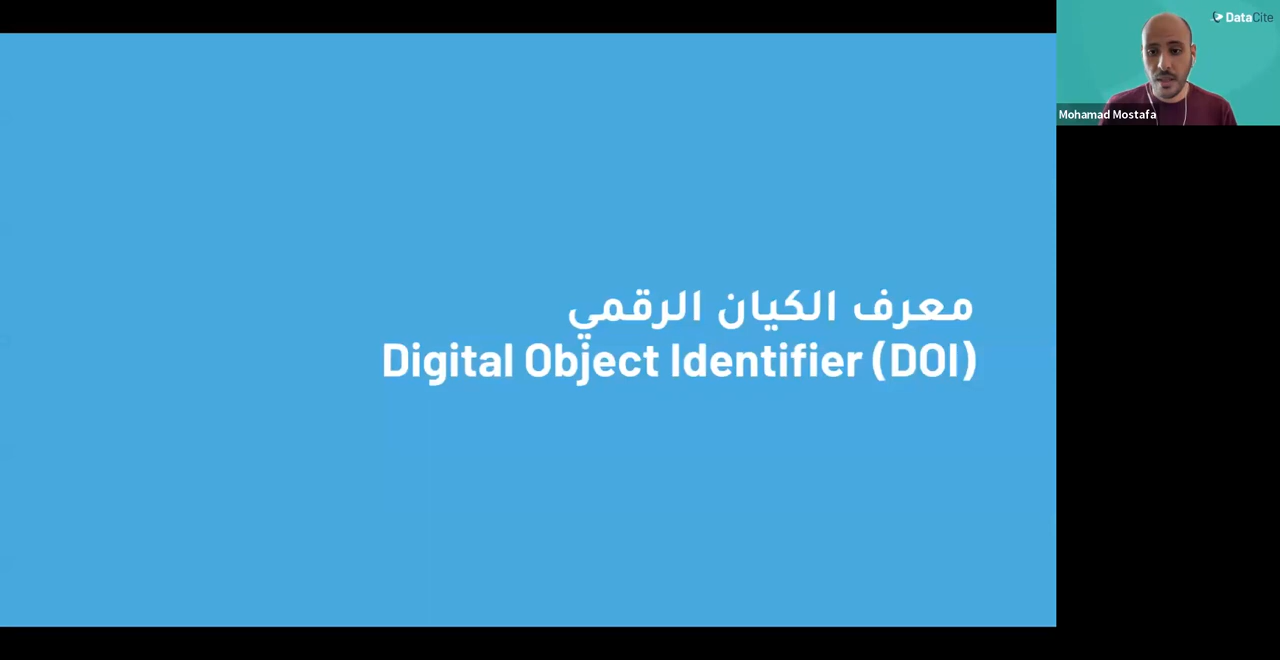 معرف الكيان الرقمي
Digital Object Identifier (DOI)
DataCite
Mohamad Mostafa